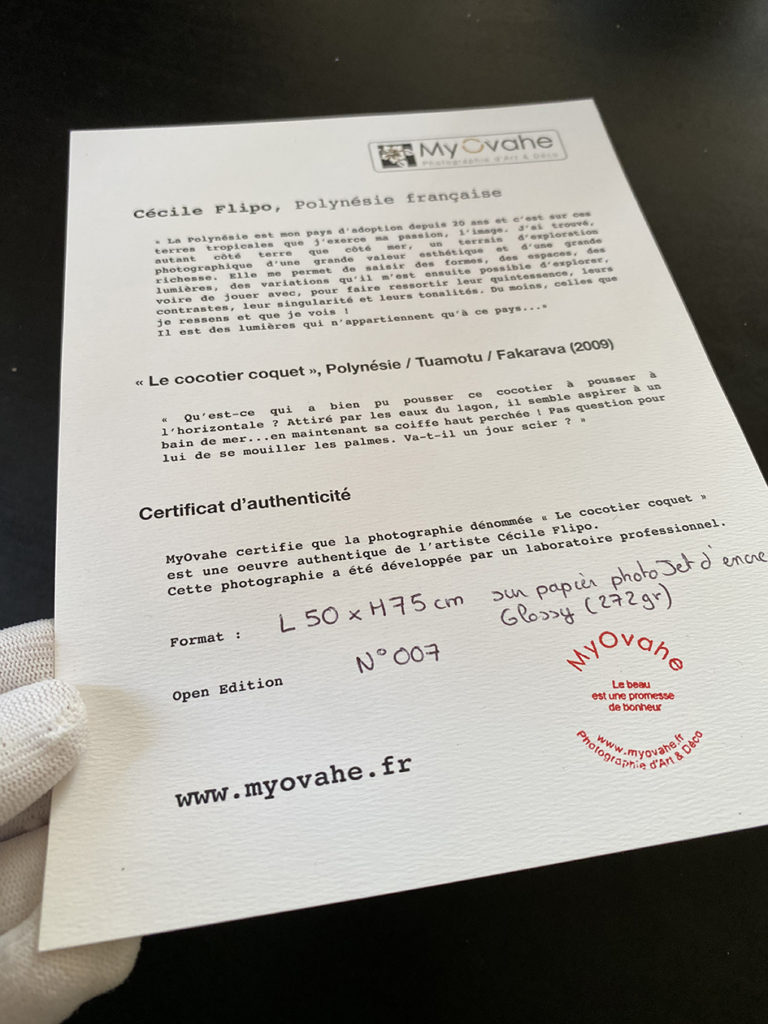 MyOvahe
Photographie d'Art & Déco
Cécile Flipo, Polynésie française
« La Polynésie est mon pays d'adoption depuis 20 ans et c'est sur ces
terres tropicales que j'exerce ma passion, l'image. J'ai trouvé,
autant côté terre que côté mer, un terrain d'exploration
photographique d'une grande valeur esthétique et d'une grande
richesse. Elle me permet de saisir des formes, des espaces, des
lumières, des variations qu'il m'est ensuite possible d'explorer,
voire de jouer avec, pour faire ressortir leur quintessence, leurs
contrastes, leur singularité et leurs tonalités. Du moins, celles que
je ressens et que je vois !
Il est des lumières qui n'appartiennent qu'à ce pays...»
« Le cocotier coquet », Polynésie / Tuamotu / Fakarava (2009)
« Qu'est-ce qui a bien pu pousser ce cocotier à pousser à
l'horizontale ? Attiré par les eaux du lagon, il semble aspirer à un
bain de mer...en maintenant sa coiffe haut perchée ! Pas question pour
lui de se mouiller les palmes. Va-t-il un jour scier ? »
Certificat d'authenticité
MyOvahe certifie que la photographie dénommée « Le cocotier coquet »
est une oeuvre authentique de l'artiste Cécile Flipo.
Cette photographie a été développée par un laboratoire professionnel.
Format : L 50 x H 75 cm sur papier photo Jet d'encre
Glossy (272gr)
Open Edition N° 007
MyOvahe
Le beau
est une promesse
de bonheur
www.myovahe.fr
Photographie d'Art & Déco
www.myovahe.fr